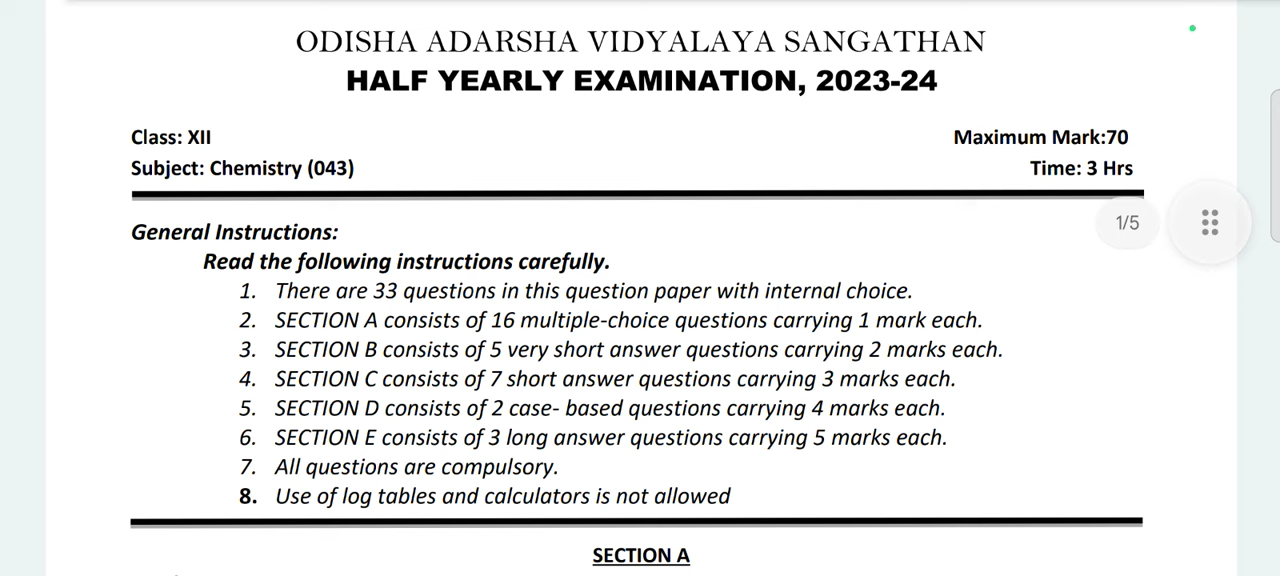 ODISHA ADARSHA VIDYALAYA SANGATHAN
HALF YEARLY EXAMINATION, 2023-24
Class: XII Maximum Mark:70
Subject: Chemistry (043) Time: 3 Hrs
1/5
General Instructions:
Read the following instructions carefully.
1. There are 33 questions in this question paper with internal choice.
2. SECTION A consists of 16 multiple-choice questions carrying 1 mark each.
3. SECTION B consists of 5 very short answer questions carrying 2 marks each.
4. SECTION C consists of 7 short answer questions carrying 3 marks each.
5. SECTION D consists of 2 case- based questions carrying 4 marks each.
6. SECTION E consists of 3 long answer questions carrying 5 marks each.
7. All questions are compulsory.
8. Use of log tables and calculators is not allowed
SECTION A